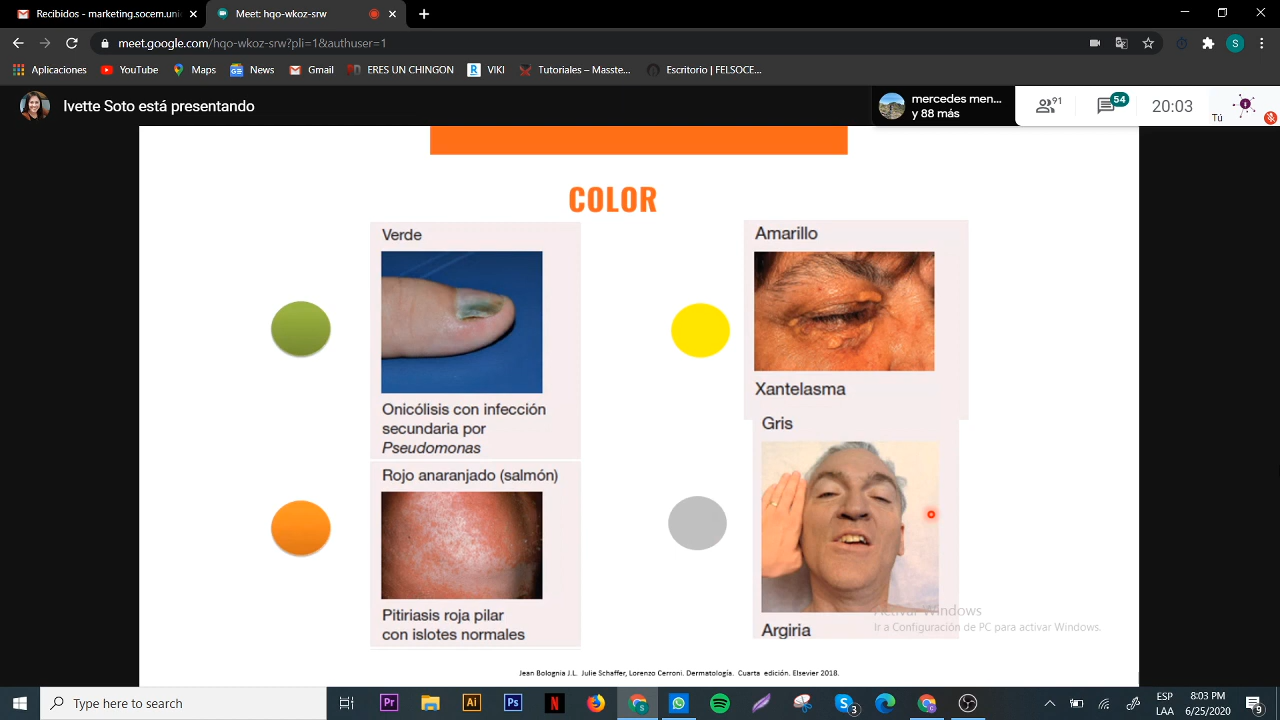 Recibidos - marketing.socem.unie
Meet: hqo-wkoz-srw
meet.google.com/hqo-wkoz-srw?pli=1&authuser=1
Aplicaciones
YouTube
Maps
News
Gmail
ERES UN CHINGON
VIKI
Tutoriales – Masste...
Escritorio | FELSOCE...
Ivette Soto está presentando
mercedes men...
y 88 más
91
54
20:03
Tú
COLOR
Verde
Onicólisis con infección
secundaria por
Pseudomonas
Rojo anaranjado (salmón)
Pitiriasis roja pilar
con islotes normales
Amarillo
Xantelasma
Gris
Argiria
Activar Windows
Ir a Configuración de PC para activar Windows.
Jean Bolognia J.L. Julie Schaffer, Lorenzo Cerroni. Dermatología. Cuarta edición. Elsevier 2018.
Type here to search
ESP
LAA
8:03 PM
6/25/2020